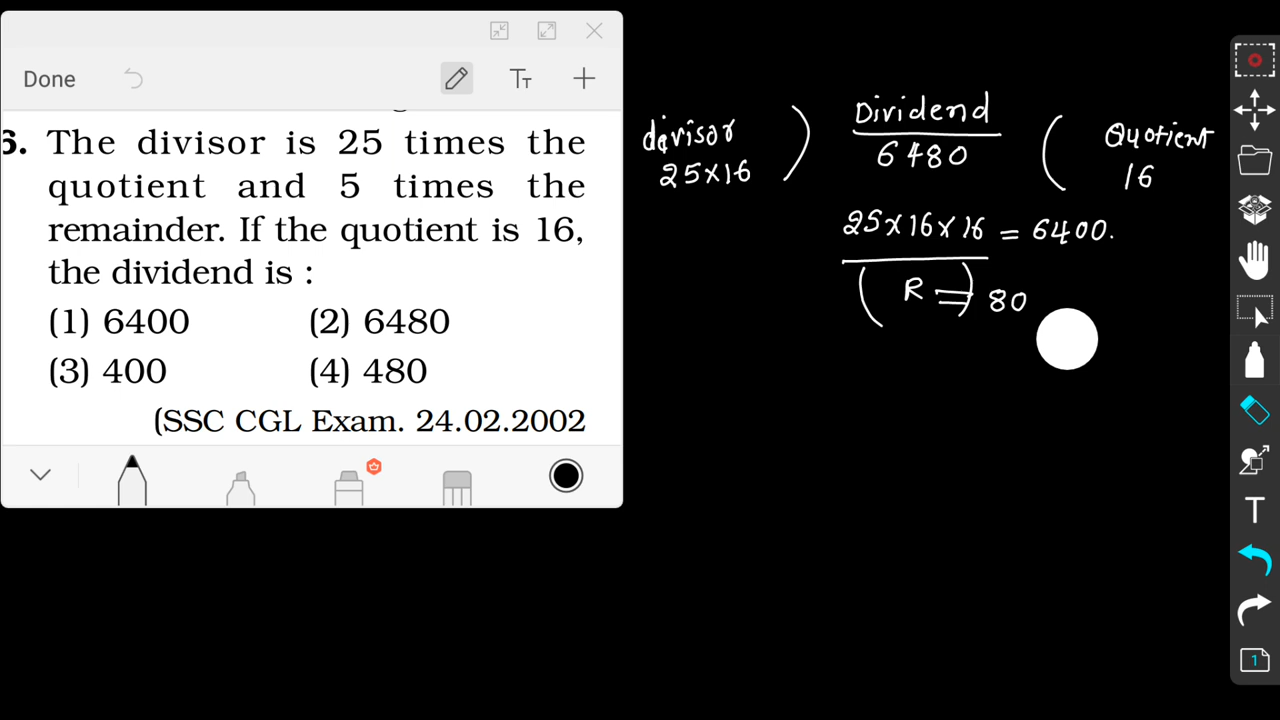 Done
Tт
6. The divisor is 25 times the
quotient and 5 times the
remainder. If the quotient is 16,
the dividend is :
(1) 6400 (2) 6480
(3) 400 (4) 480
(SSC CGL Exam. 24.02.2002
divisor ) Dividend ( Quotient
25×16 6480 16
25×16×16 = 6400.
( R = ) 80
T
1